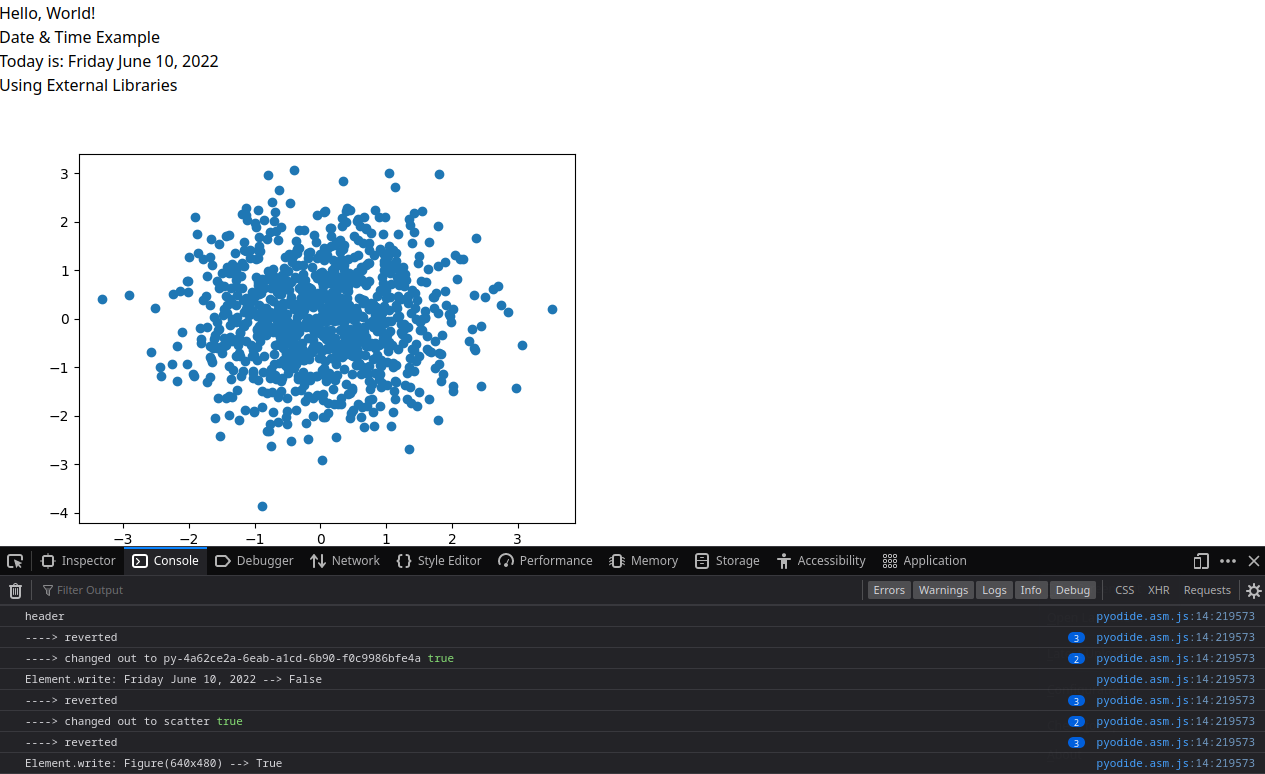 Hello, World!
Date & Time Example
Today is: Friday June 10, 2022
Using External Libraries
3
2
1
0
−1
−2
−3
−4
−3 −2 −1 0 1 2 3
Inspector Console Debugger Network Style Editor Performance Memory Storage Accessibility Application
Filter Output Errors Warnings Logs Info Debug CSS XHR Requests
header pyodide.asm.js:14:219573
----> reverted 3 pyodide.asm.js:14:219573
----> changed out to py-4a62ce2a-6eab-a1cd-6b90-f0c9986bfe4a true 2 pyodide.asm.js:14:219573
Element.write: Friday June 10, 2022 --> False pyodide.asm.js:14:219573
----> reverted 3 pyodide.asm.js:14:219573
----> changed out to scatter true 2 pyodide.asm.js:14:219573
----> reverted 3 pyodide.asm.js:14:219573
Element.write: Figure(640x480) --> True pyodide.asm.js:14:219573